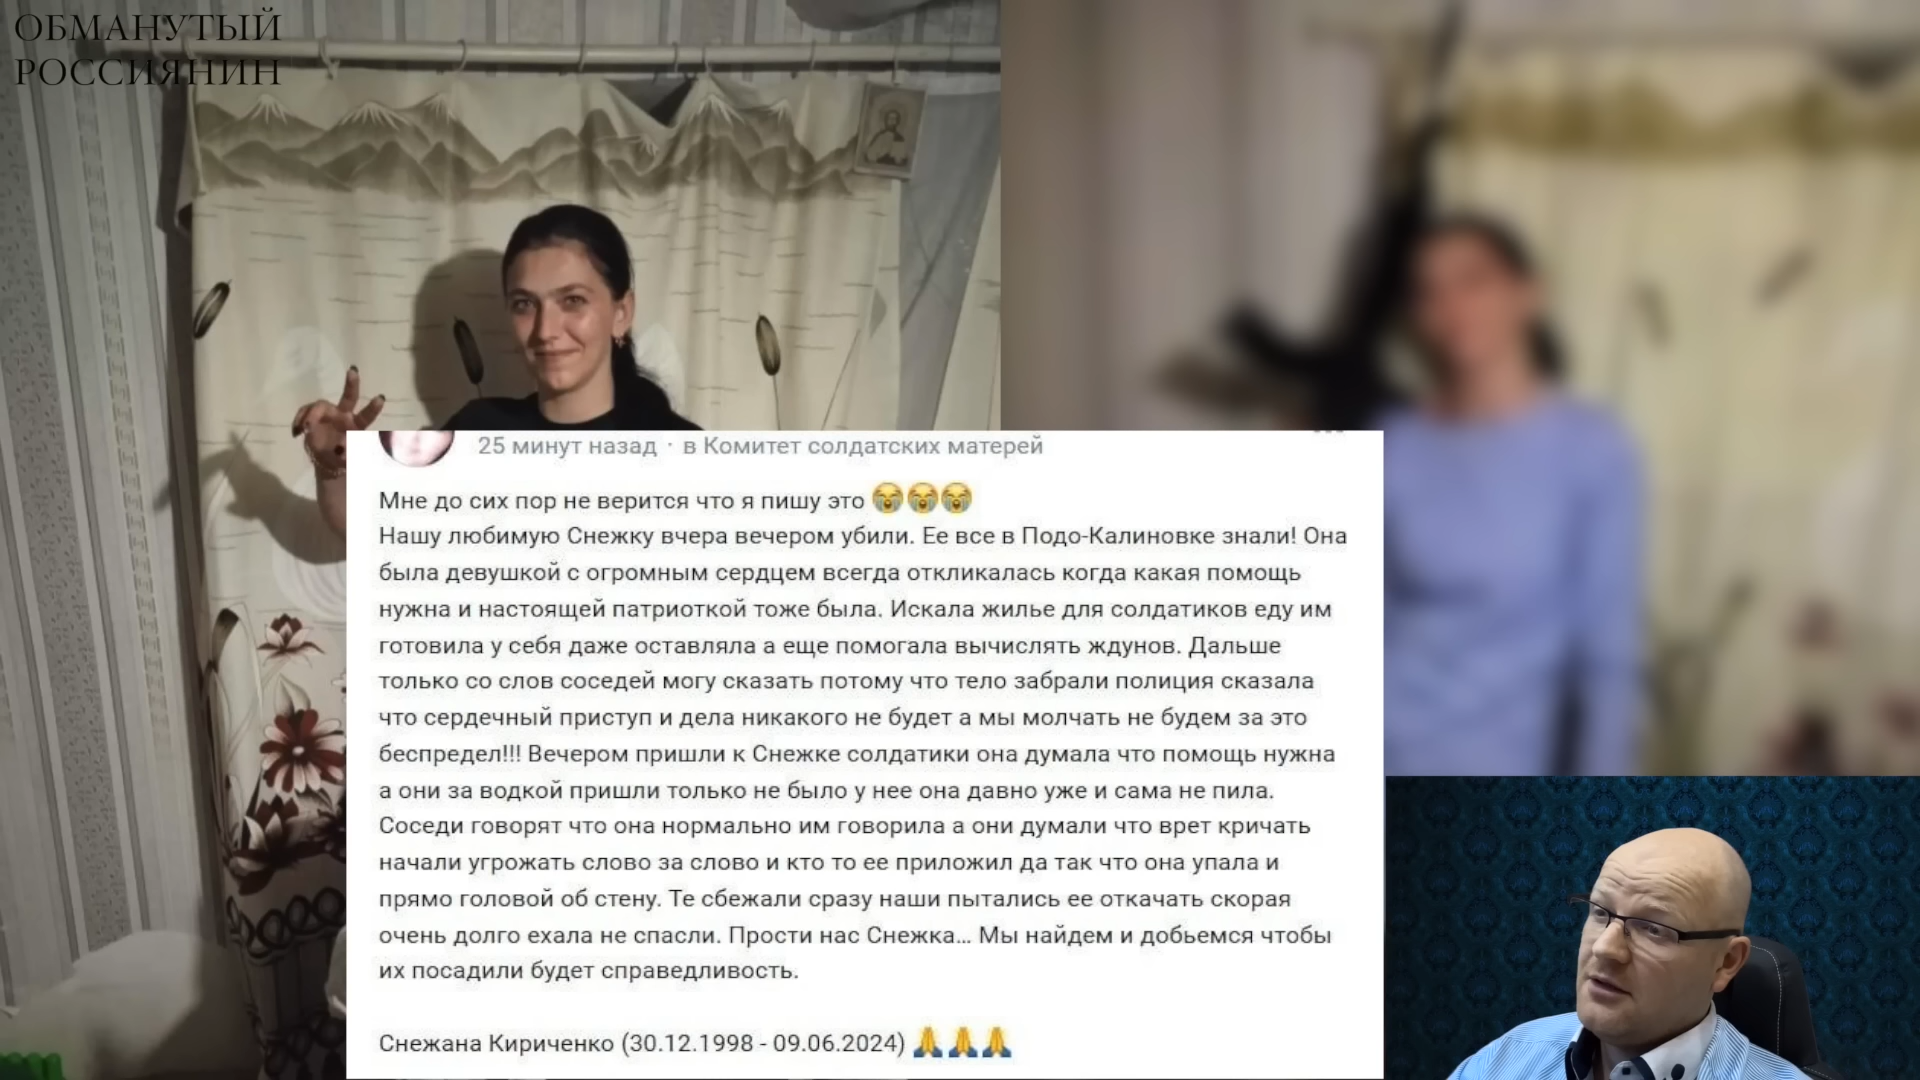 ОБМАНУТЫЙ
РОССИЯНИН
25 минут назад · в Комитет солдатских матерей
Мне до сих пор не верится что я пишу это 😭😭😭
Нашу любимую Снежку вчера вечером убили. Ее все в Подо-Калиновке знали! Она
была девушкой с огромным сердцем всегда откликалась когда какая помощь
нужна и настоящей патриоткой тоже была. Искала жилье для солдатиков еду им
готовила у себя даже оставляла а еще помогала вычислять ждунов. Дальше
только со слов соседей могу сказать потому что тело забрали полиция сказала
что сердечный приступ и дела никакого не будет а мы молчать не будем за это
беспредел!!! Вечером пришли к Снежке солдатики она думала что помощь нужна
а они за водкой пришли только не было у нее она давно уже и сама не пила.
Соседи говорят что она нормально им говорила а они думали что врет кричать
начали угрожать слово за слово и кто то ее приложил да так что она упала и
прямо головой об стену. Те сбежали сразу наши пытались ее откачать скорая
очень долго ехала не спасли. Прости нас Снежка… Мы найдем и добьемся чтобы
их посадили будет справедливость.
Снежана Кириченко (30.12.1998 - 09.06.2024) 🙏🙏🙏